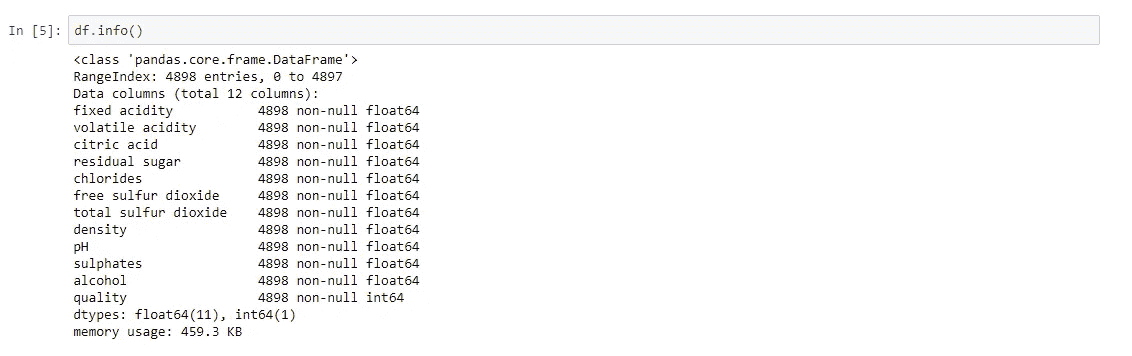 In [5]: df.info()
<class 'pandas.core.frame.DataFrame'>
RangeIndex: 4898 entries, 0 to 4897
Data columns (total 12 columns):
fixed acidity           4898 non-null float64
volatile acidity        4898 non-null float64
citric acid             4898 non-null float64
residual sugar          4898 non-null float64
chlorides               4898 non-null float64
free sulfur dioxide     4898 non-null float64
total sulfur dioxide    4898 non-null float64
density                 4898 non-null float64
pH                      4898 non-null float64
sulphates               4898 non-null float64
alcohol                 4898 non-null float64
quality                 4898 non-null int64
dtypes: float64(11), int64(1)
memory usage: 459.3 KB